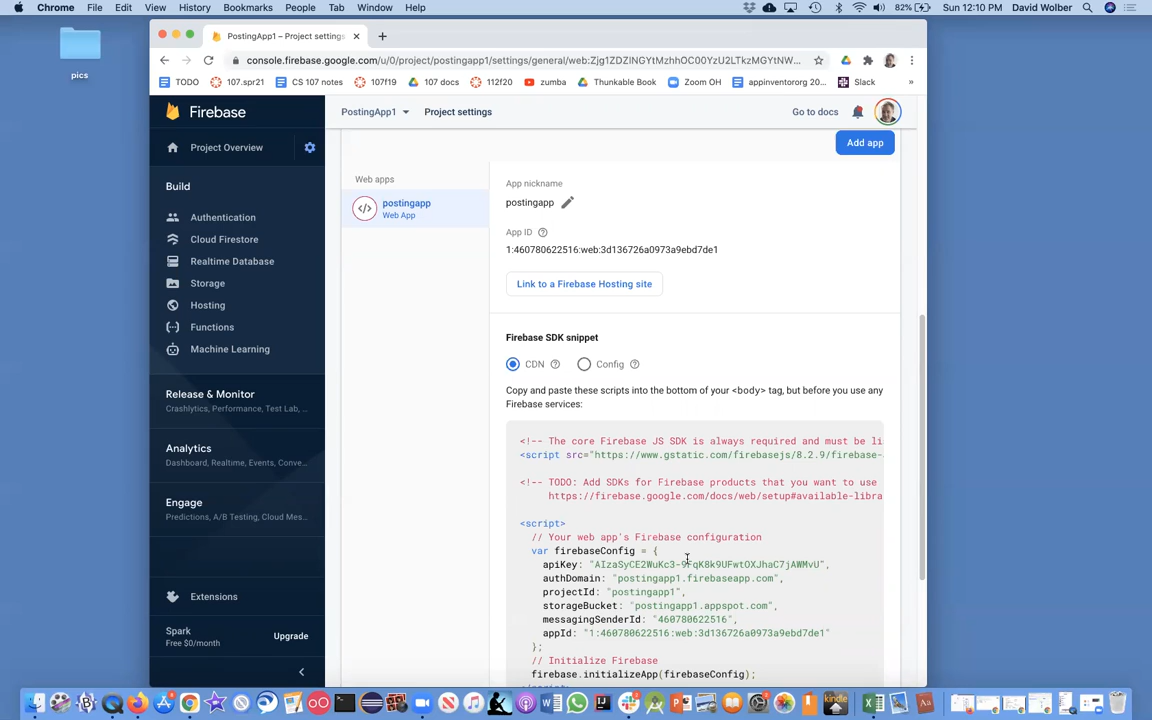 Chrome File Edit View History Bookmarks People Tab Window Help 82% Sun 12:10 PM David Wolber
pics
PostingApp1 – Project settings
console.firebase.google.com/u/0/project/postingapp1/settings/general/web:Zjg1ZDZlNGYtMzhhOC00YzU2LTkzMGYtNW...
TODO 107.spr21 CS 107 notes 107f19 107 docs 112f20 zumba Thunkable Book Zoom OH appinventororg 20... Slack »
Firebase
PostingApp1 Project settings Go to docs
Project Overview
Add app
Build
Authentication
Cloud Firestore
Realtime Database
Storage
Hosting
Functions
Machine Learning
Release & Monitor
Crashlytics, Performance, Test Lab, ...
Analytics
Dashboard, Realtime, Events, Conve...
Engage
Predictions, A/B Testing, Cloud Mes...
Extensions
Spark
Free $0/month
Upgrade
Web apps
postingapp
Web App
App nickname
postingapp
App ID
1:460780622516:web:3d136726a0973a9ebd7de1
Link to a Firebase Hosting site
Firebase SDK snippet
CDN Config
Copy and paste these scripts into the bottom of your <body> tag, but before you use any
Firebase services:
<!-- The core Firebase JS SDK is always required and must be li
<script src="https://www.gstatic.com/firebasejs/8.2.9/firebase-
<!-- TODO: Add SDKs for Firebase products that you want to use
https://firebase.google.com/docs/web/setup#available-libra
<script>
// Your web app's Firebase configuration
var firebaseConfig = {
apiKey:
authDomain: "postingapp1.firebaseapp.com",
projectId: "postingapp1",
storageBucket: "postingapp1.appspot.com",
messagingSenderId: "460780622516",
appId: "1:460780622516:web:3d136726a0973a9ebd7de1"
};
// Initialize Firebase
firebase.initializeApp(firebaseConfig);